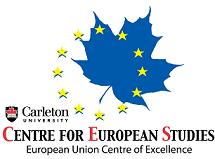 Carleton
UNIVERSITY
CENTRE FOR EUROPEAN STUDIES
European Union Centre of Excellence